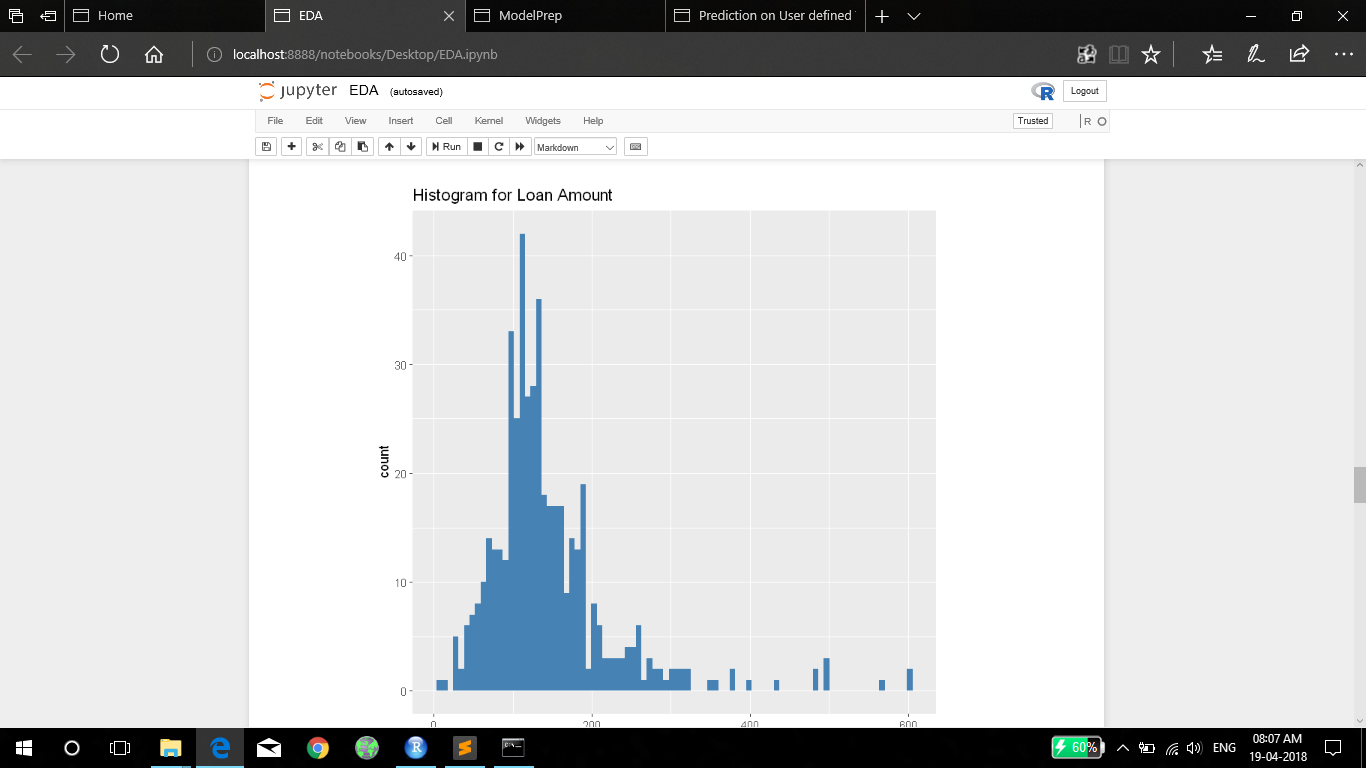 Home
EDA
ModelPrep
Prediction on User defined
localhost:8888/notebooks/Desktop/EDA.ipynb
jupyter EDA (autosaved)
R
Logout
File Edit View Insert Cell Kernel Widgets Help
Trusted
R
Run
Markdown
Histogram for Loan Amount
40
30
count
20
10
0
0 200 400 600
60%
ENG
08:07 AM
19-04-2018